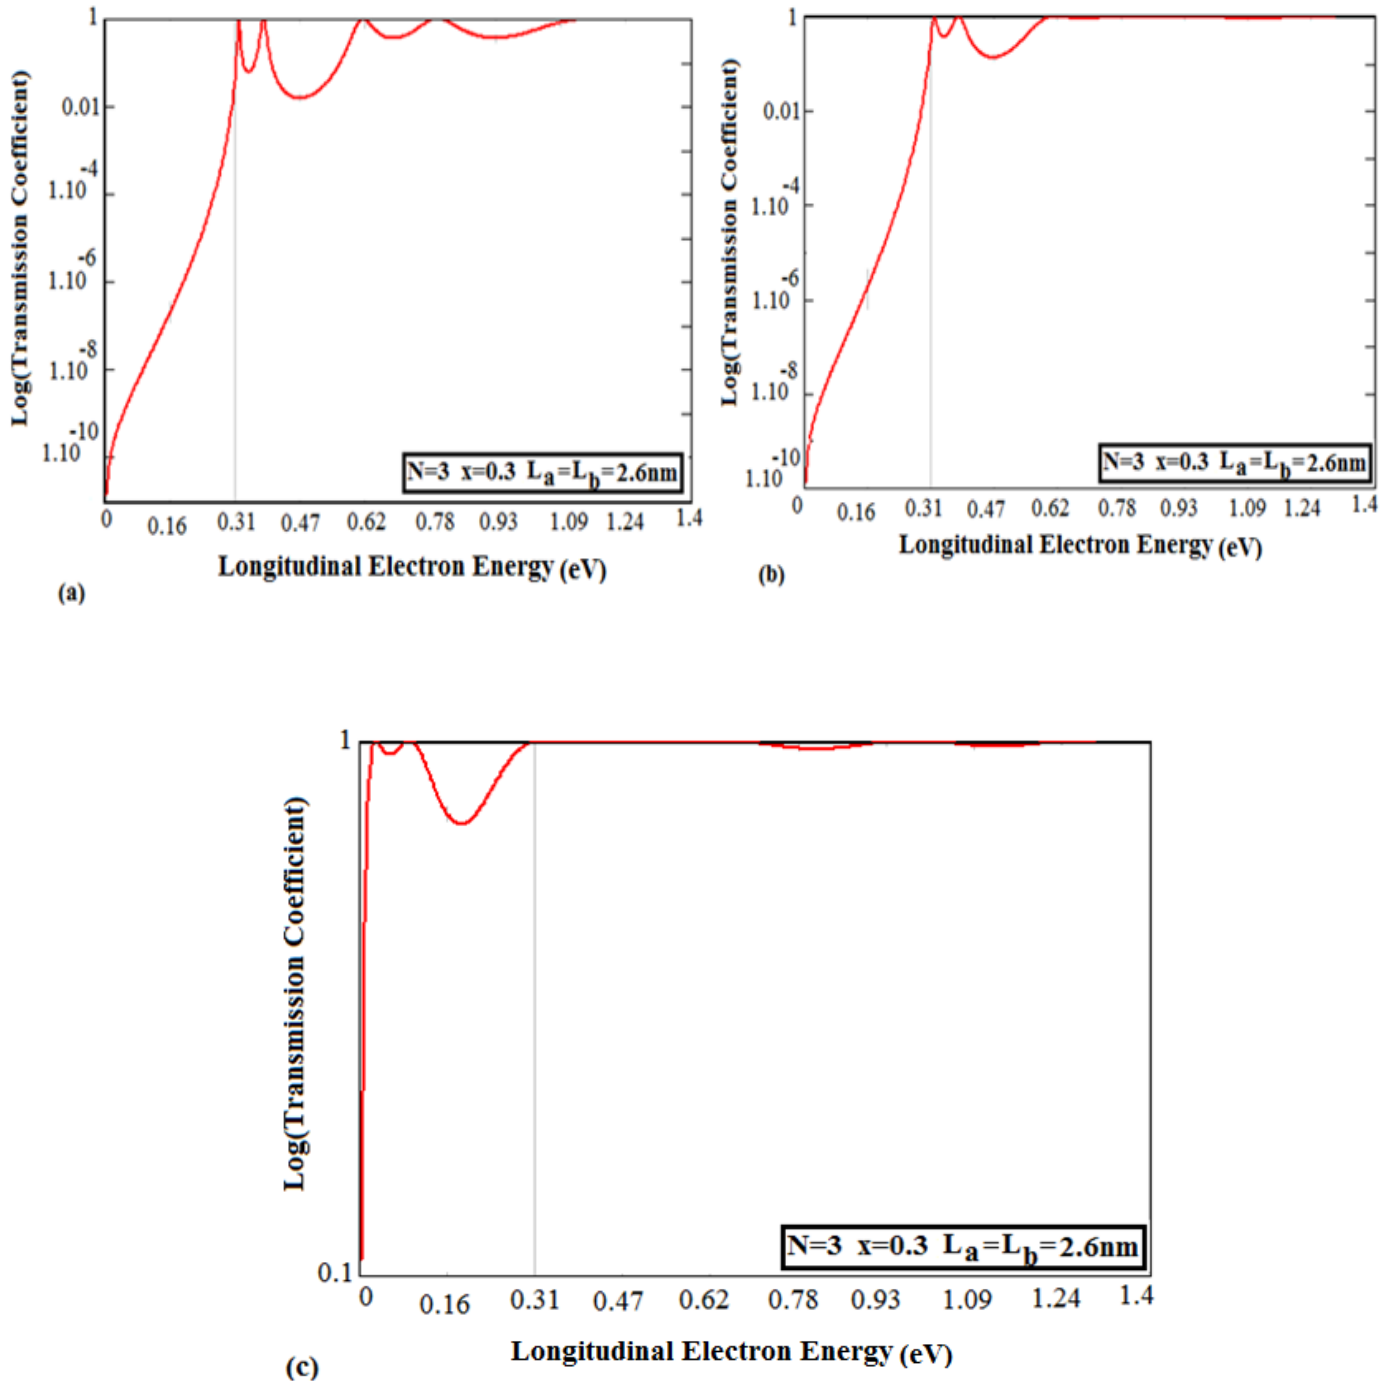 Log(Transmission Coefficient)
1
0.01
-4
1.10
-6
1.10
-8
1.10
-10
1.10
N=3 x=0.3 La=Lb=2.6nm
0 0.16 0.31 0.47 0.62 0.78 0.93 1.09 1.24 1.4
Longitudinal Electron Energy (eV)
(a)
Log(Transmission Coefficient)
1
0.01
-4
1.10
-6
1.10
-8
1.10
-10
1.10
N=3 x=0.3 La=Lb=2.6nm
0 0.16 0.31 0.47 0.62 0.78 0.93 1.09 1.24 1.4
Longitudinal Electron Energy (eV)
(b)
Log(Transmission Coefficient)
1
0.1
N=3 x=0.3 La=Lb=2.6nm
0 0.16 0.31 0.47 0.62 0.78 0.93 1.09 1.24 1.4
Longitudinal Electron Energy (eV)
(c)